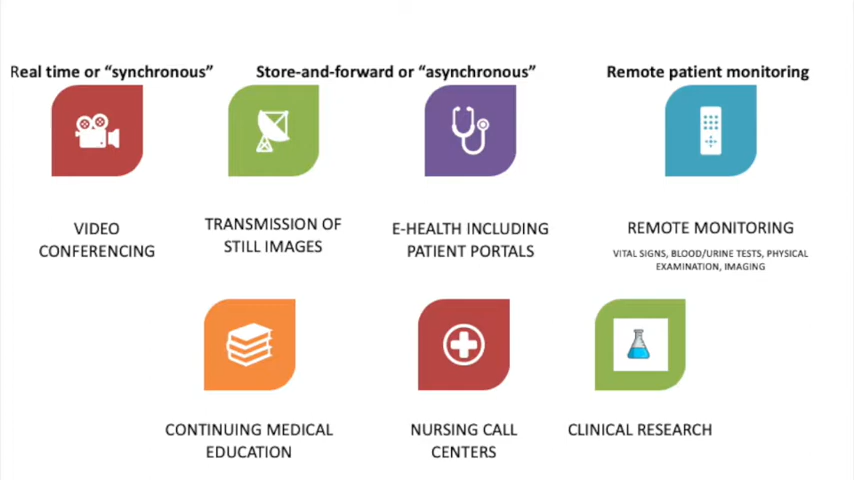 Real time or “synchronous”
Store-and-forward or “asynchronous”
Remote patient monitoring
VIDEO
CONFERENCING
TRANSMISSION OF
STILL IMAGES
E-HEALTH INCLUDING
PATIENT PORTALS
REMOTE MONITORING
VITAL SIGNS, BLOOD/URINE TESTS, PHYSICAL
EXAMINATION, IMAGING
CONTINUING MEDICAL
EDUCATION
NURSING CALL
CENTERS
CLINICAL RESEARCH